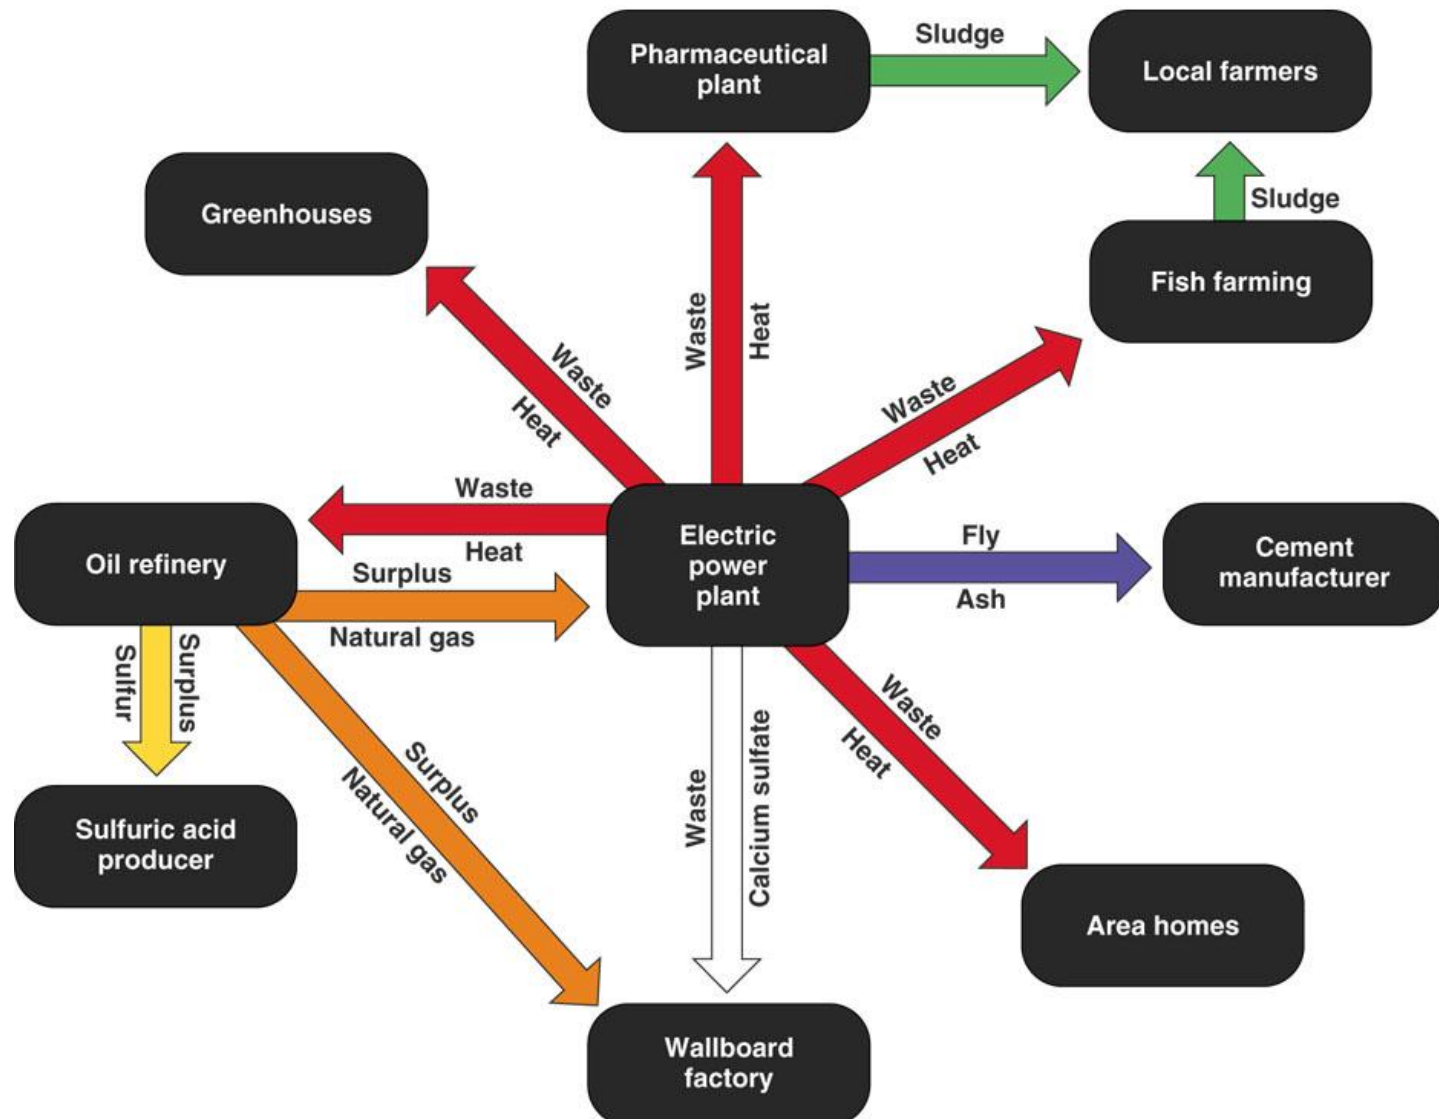 Pharmaceutical
plant
Sludge
Local farmers
Greenhouses
Sludge
Fish farming
Waste
Heat
Waste
Heat
Waste
Heat
Waste
Heat
Oil refinery
Surplus
Natural gas
Electric
power
plant
Fly
Ash
Cement
manufacturer
Surplus
Sulfur
Surplus
Natural gas
Waste
Calcium sulfate
Waste
Heat
Sulfuric acid
producer
Area homes
Wallboard
factory